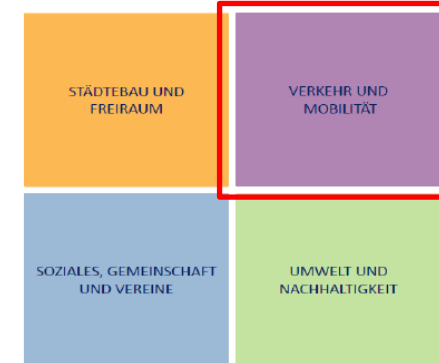 STÄDTEBAU UND
FREIRAUM
VERKEHR UND
MOBILITÄT
SOZIALES, GEMEINSCHAFT
UND VEREINE
UMWELT UND
NACHHALTIGKEIT